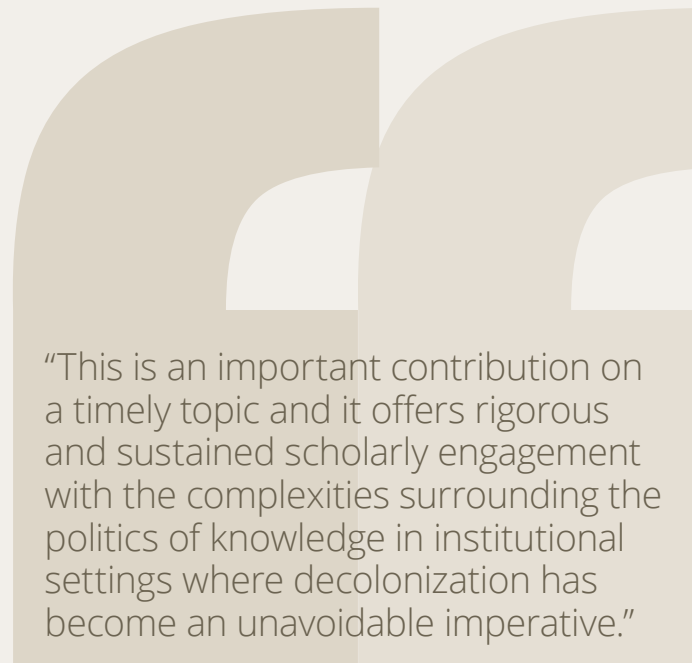 “This is an important contribution on
a timely topic and it offers rigorous
and sustained scholarly engagement
with the complexities surrounding the
politics of knowledge in institutional
settings where decolonization has
become an unavoidable imperative.”